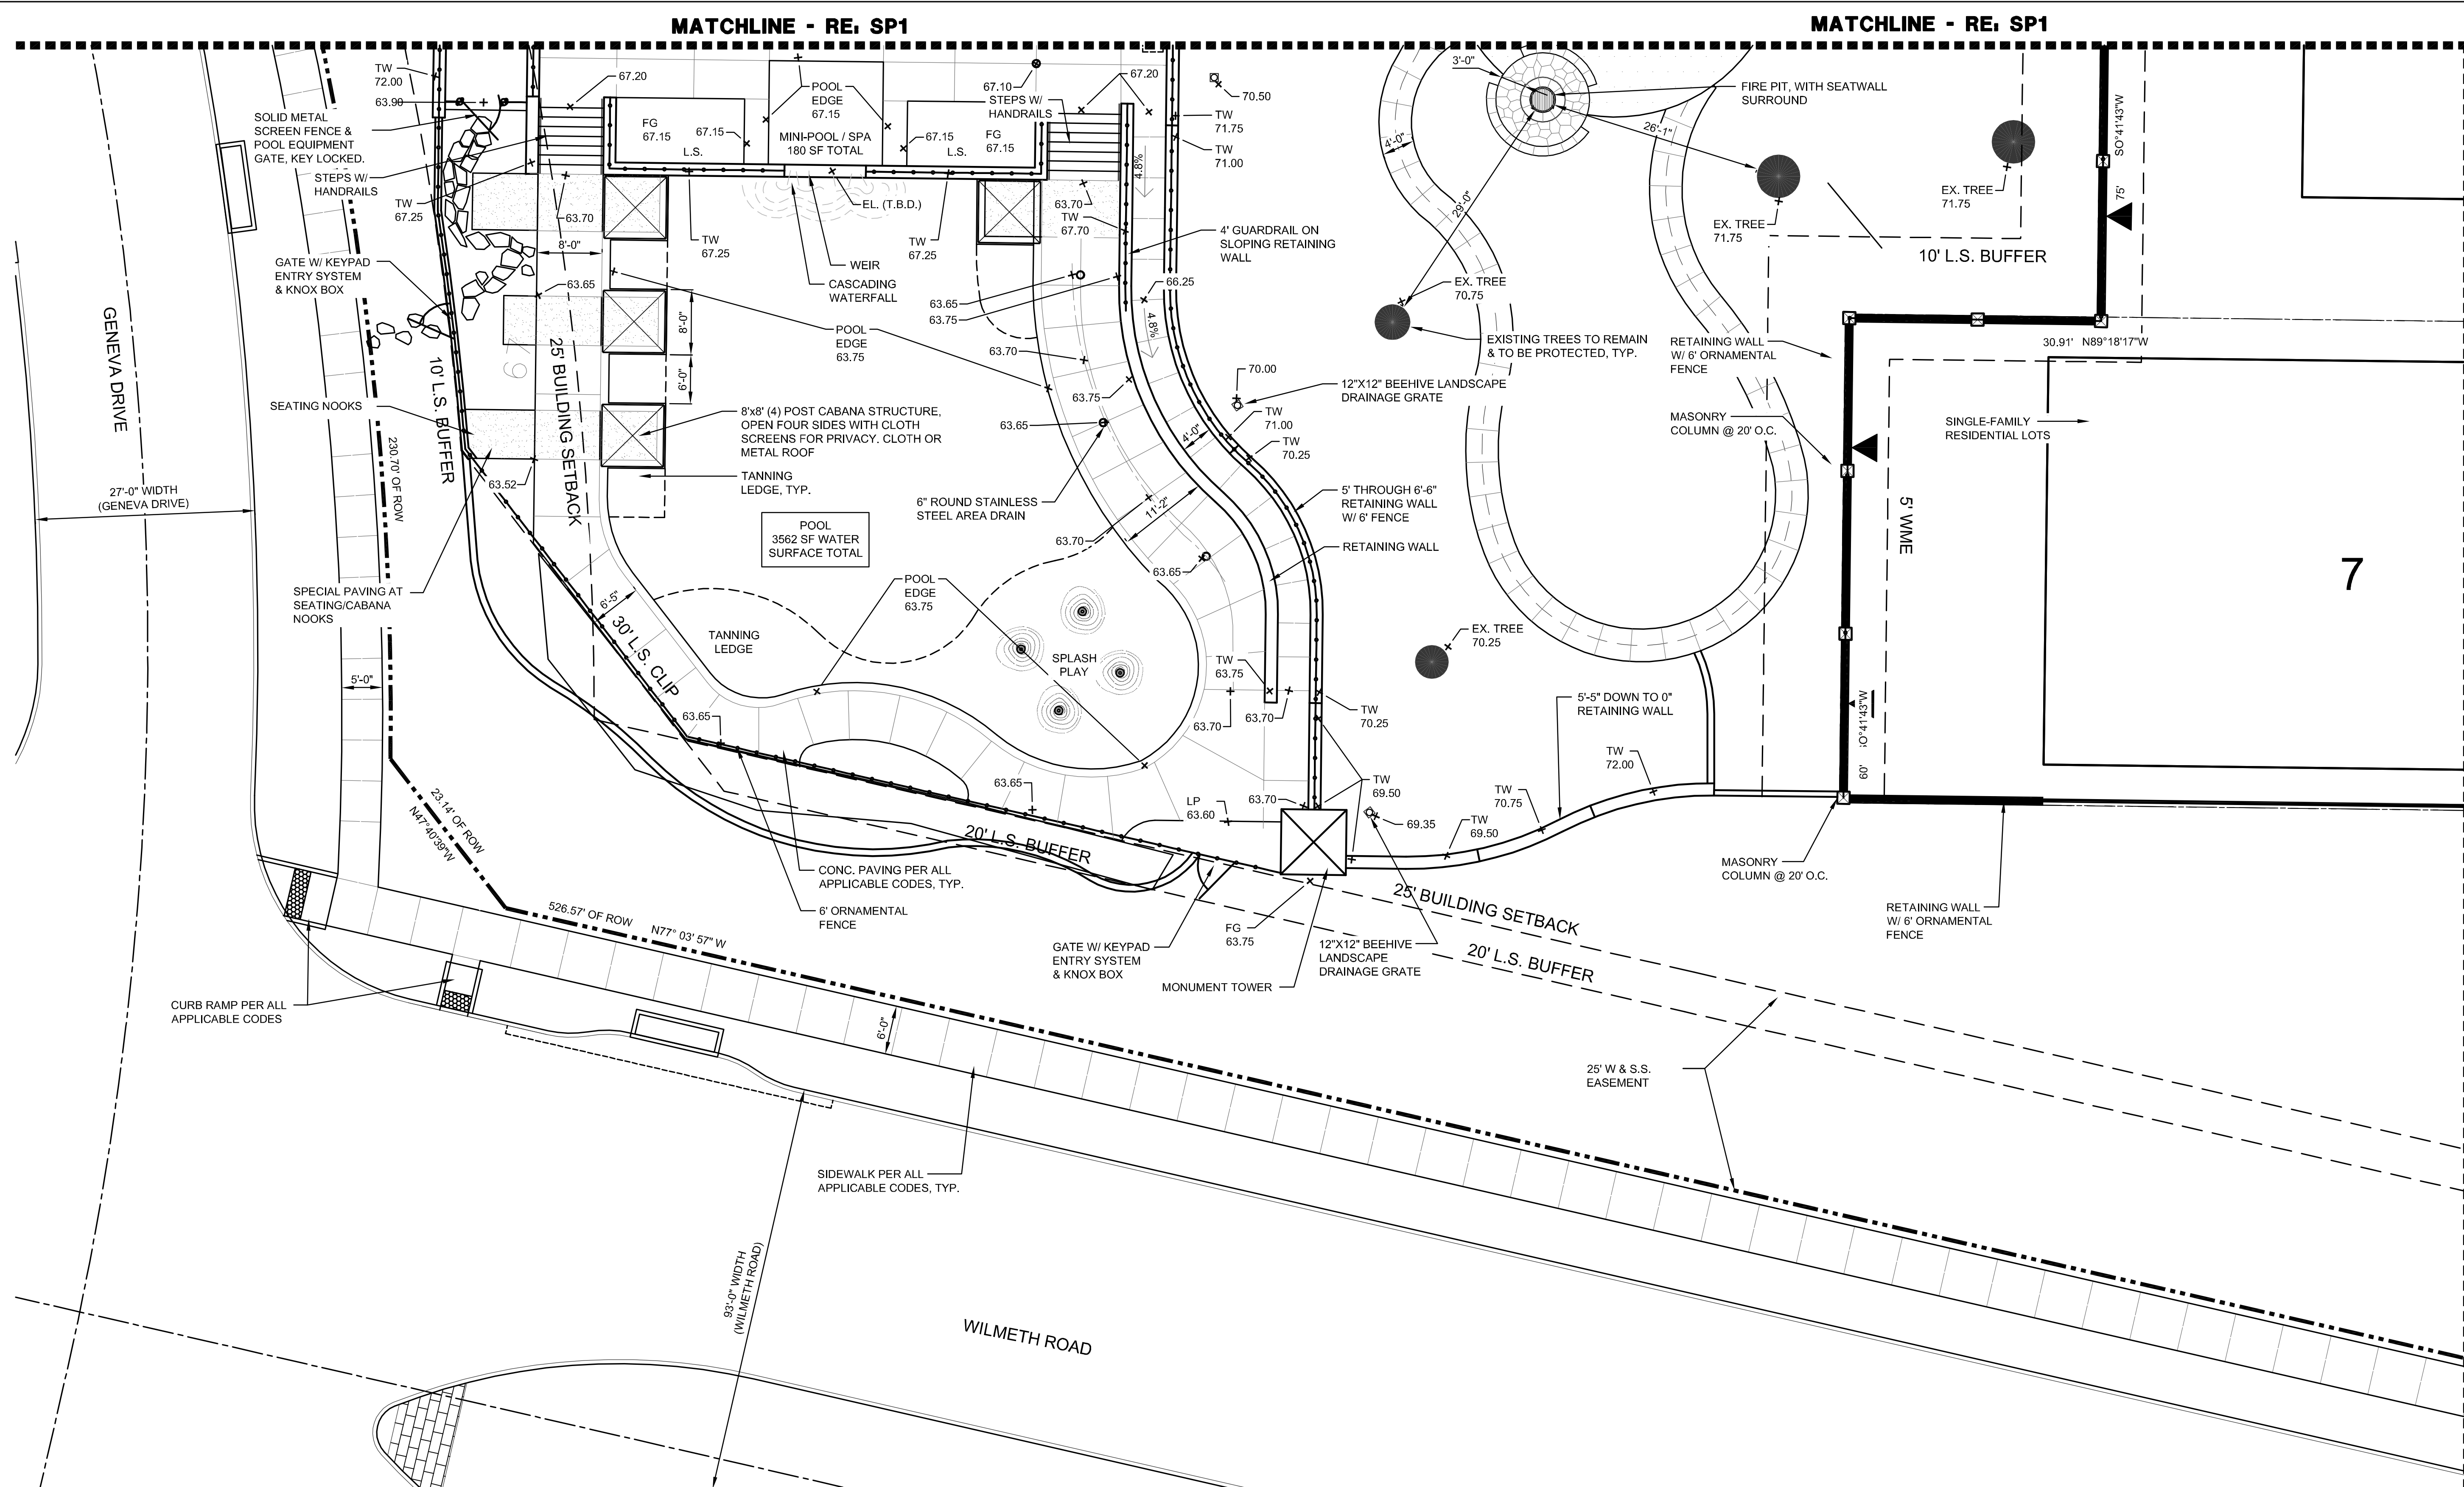 MATCHLINE - RE: SP1
MATCHLINE - RE: SP1
TW
72.00
63.90
SOLID METAL
SCREEN FENCE &
POOL EQUIPMENT
GATE, KEY LOCKED.
STEPS W/
HANDRAILS
TW
67.25
GATE W/ KEYPAD
ENTRY SYSTEM
& KNOX BOX
GENEVA DRIVE
SEATING NOOKS
27'-0" WIDTH
(GENEVA DRIVE)
10' L.S. BUFFER
230.70' OF ROW
25' BUILDING SETBACK
SPECIAL PAVING AT
SEATING/CABANA
NOOKS
5'-0"
67.20
FG
67.15
67.15
L.S.
POOL
EDGE
67.15
MINI-POOL / SPA
180 SF TOTAL
67.10
STEPS W/
HANDRAILS
67.20
67.15
FG
67.15
L.S.
63.70
8'-0"
63.65
TW
67.25
EL. (T.B.D.)
WEIR
CASCADING
WATERFALL
TW
67.25
63.70
TW
67.70
4.8%
70.50
TW
71.75
TW
71.00
4' GUARDRAIL ON
SLOPING RETAINING
WALL
66.25
4.8%
8'-0"
6'-0"
POOL
EDGE
63.75
63.65
63.75
63.70
63.75
63.65
8'x8' (4) POST CABANA STRUCTURE,
OPEN FOUR SIDES WITH CLOTH
SCREENS FOR PRIVACY. CLOTH OR
METAL ROOF
TANNING
LEDGE, TYP.
63.52
6" ROUND STAINLESS
STEEL AREA DRAIN
POOL
3562 SF WATER
SURFACE TOTAL
11'-2"
63.70
63.65
POOL
EDGE
63.75
6'-5"
30' L.S. CLIP
TANNING
LEDGE
SPLASH
PLAY
63.65
TW
63.75
63.70
63.70
TW
70.25
63.65
LP
63.60
63.70
TW
69.50
69.35
3'-0"
4'-0"
FIRE PIT, WITH SEATWALL
SURROUND
26'-1"
29'-0"
EX. TREE
71.75
EX. TREE
71.75
SO°41'43"W
75'
10' L.S. BUFFER
EX. TREE
70.75
EXISTING TREES TO REMAIN
& TO BE PROTECTED, TYP.
RETAINING WALL
W/ 6' ORNAMENTAL
FENCE
30.91' N89°18'17"W
70.00
12"X12" BEEHIVE LANDSCAPE
DRAINAGE GRATE
TW
71.00
4'-0"
TW
70.25
MASONRY
COLUMN @ 20' O.C.
SINGLE-FAMILY
RESIDENTIAL LOTS
5' THROUGH 6'-6"
RETAINING WALL
W/ 6' FENCE
RETAINING WALL
5' WME
7
EX. TREE
70.25
5'-5" DOWN TO 0"
RETAINING WALL
60' 0°41'43"W
TW
72.00
TW
70.75
TW
69.50
MASONRY
COLUMN @ 20' O.C.
RETAINING WALL
W/ 6' ORNAMENTAL
FENCE
23.14' OF ROW
N47°40'39"W
20' L.S. BUFFER
CONC. PAVING PER ALL
APPLICABLE CODES, TYP.
6' ORNAMENTAL
FENCE
526.57' OF ROW N77° 03' 57" W
GATE W/ KEYPAD
ENTRY SYSTEM
& KNOX BOX
FG
63.75
MONUMENT TOWER
12"X12" BEEHIVE
LANDSCAPE
DRAINAGE GRATE
25' BUILDING SETBACK
20' L.S. BUFFER
CURB RAMP PER ALL
APPLICABLE CODES
6'-0"
25' W & S.S.
EASEMENT
SIDEWALK PER ALL
APPLICABLE CODES, TYP.
93'-0" WIDTH
(WILMETH ROAD)
WILMETH ROAD